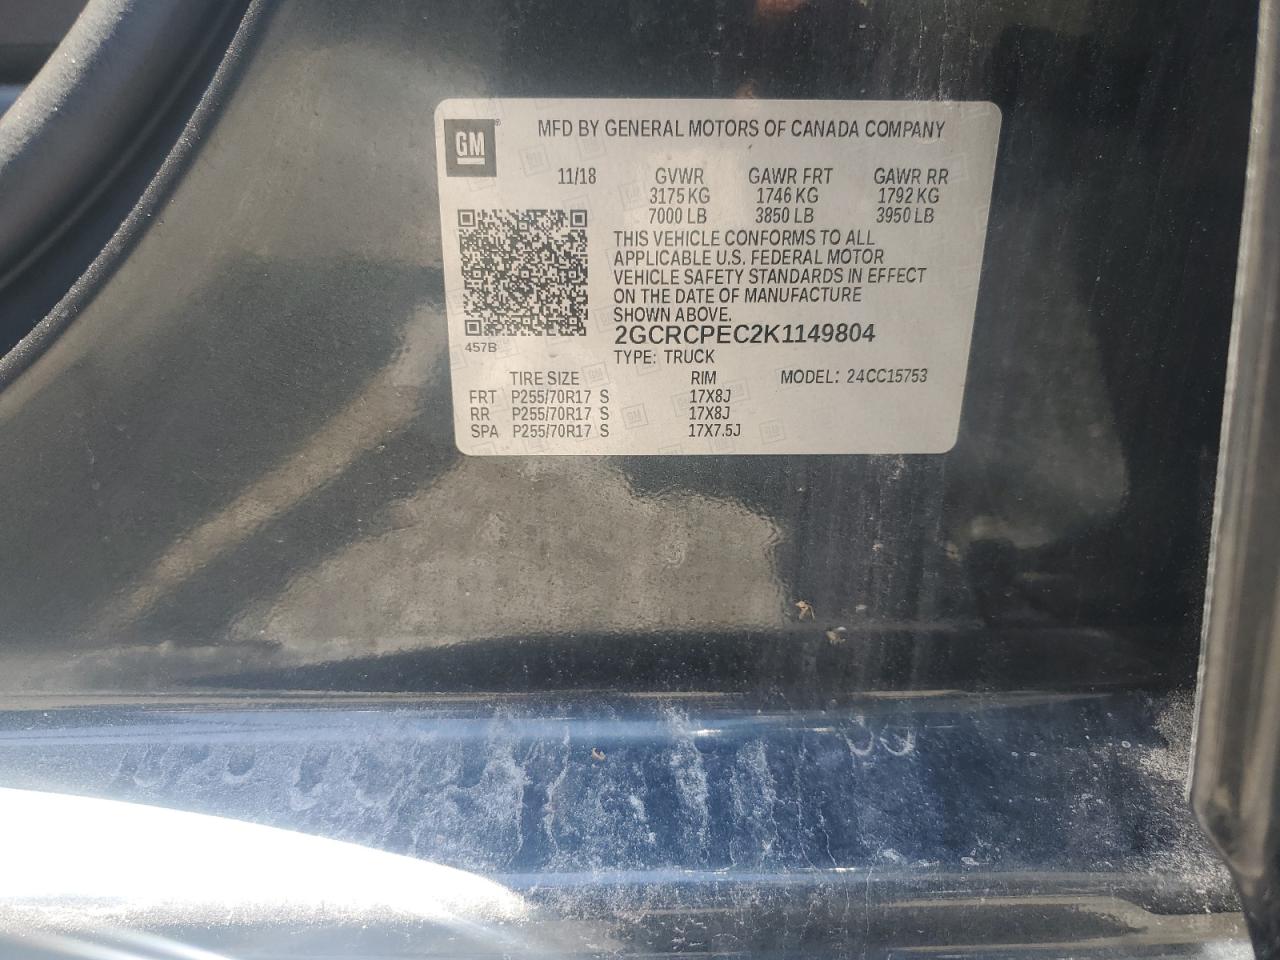 GM ®
MFD BY GENERAL MOTORS OF CANADA COMPANY
11/18 GVWR GAWR FRT GAWR RR
3175 KG 1746 KG 1792 KG
7000 LB 3850 LB 3950 LB
THIS VEHICLE CONFORMS TO ALL
APPLICABLE U.S. FEDERAL MOTOR
VEHICLE SAFETY STANDARDS IN EFFECT
ON THE DATE OF MANUFACTURE
SHOWN ABOVE.
2GCRCPEC2K1149804
457B
TYPE: TRUCK
TIRE SIZE RIM MODEL: 24CC15753
FRT P255/70R17 S 17X8J
RR P255/70R17 S 17X8J
SPA P255/70R17 S 17X7.5J